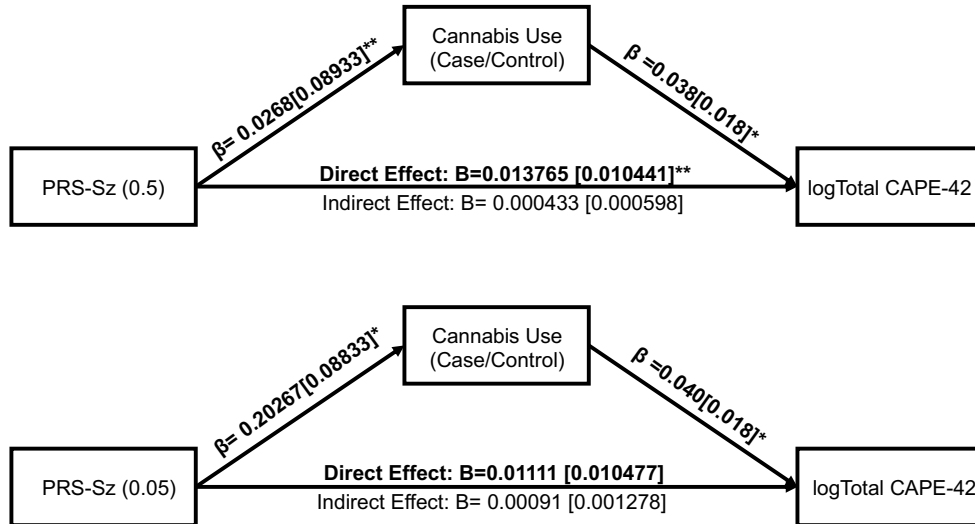 Cannabis Use
(Case/Control)
β= 0.0268[0.08933]**
β =0.038[0.018]*
PRS-Sz (0.5)
Direct Effect: B=0.013765 [0.010441]**
Indirect Effect: B= 0.000433 [0.000598]
logTotal CAPE-42
Cannabis Use
(Case/Control)
β= 0.20267[0.08833]*
β =0.040[0.018]*
PRS-Sz (0.05)
Direct Effect: B=0.01111 [0.010477]
Indirect Effect: B= 0.00091 [0.001278]
logTotal CAPE-42